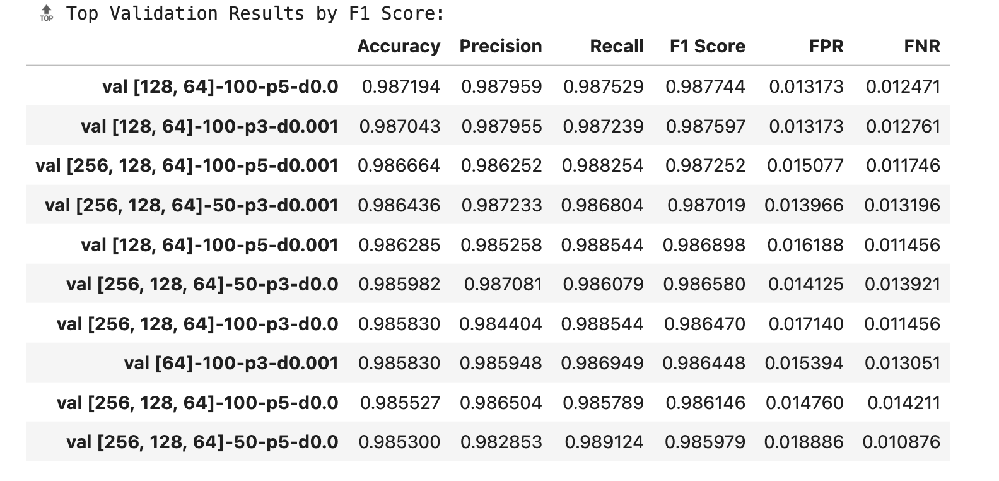 TOP Top Validation Results by F1 Score:
Accuracy Precision Recall F1 Score FPR FNR
val [128, 64]-100-p5-d0.0 0.987194 0.987959 0.987529 0.987744 0.013173 0.012471
val [128, 64]-100-p3-d0.001 0.987043 0.987955 0.987239 0.987597 0.013173 0.012761
val [256, 128, 64]-100-p5-d0.001 0.986664 0.986252 0.988254 0.987252 0.015077 0.011746
val [256, 128, 64]-50-p3-d0.001 0.986436 0.987233 0.986804 0.987019 0.013966 0.013196
val [128, 64]-100-p5-d0.001 0.986285 0.985258 0.988544 0.986898 0.016188 0.011456
val [256, 128, 64]-50-p3-d0.0 0.985982 0.987081 0.986079 0.986580 0.014125 0.013921
val [256, 128, 64]-100-p3-d0.0 0.985830 0.984404 0.988544 0.986470 0.017140 0.011456
val [64]-100-p3-d0.001 0.985830 0.985948 0.986949 0.986448 0.015394 0.013051
val [256, 128, 64]-100-p5-d0.0 0.985527 0.986504 0.985789 0.986146 0.014760 0.014211
val [256, 128, 64]-50-p5-d0.0 0.985300 0.982853 0.989124 0.985979 0.018886 0.010876